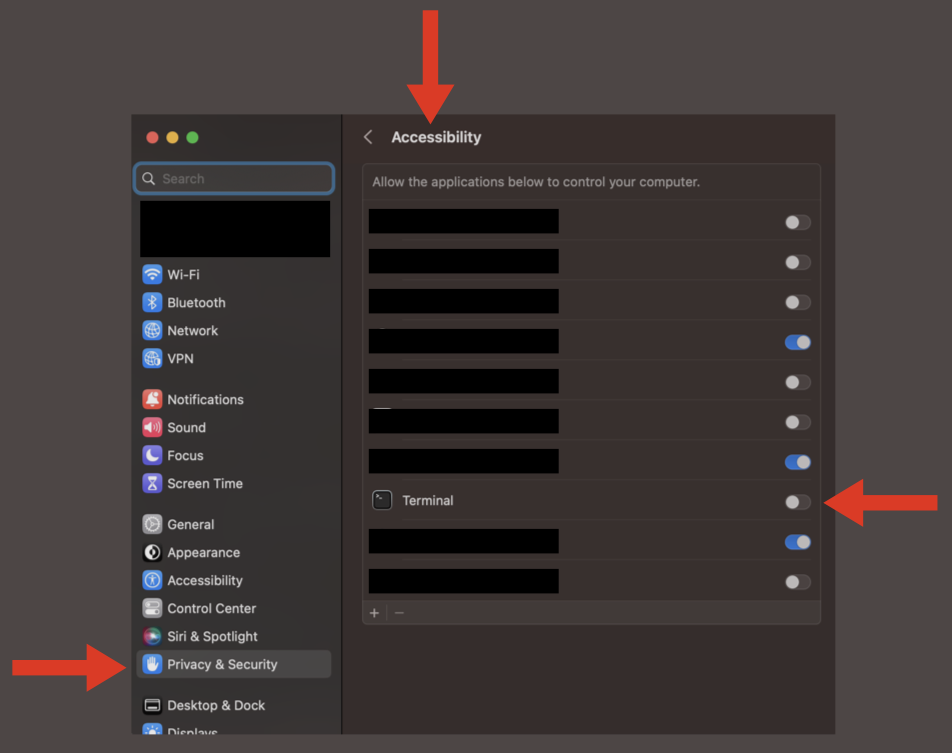 Accessibility
Search
Allow the applications below to control your computer.
Wi-Fi
Bluetooth
Network
VPN
Notifications
Sound
Focus
Screen Time
Terminal
General
Appearance
Accessibility
Control Center
Siri & Spotlight
Privacy & Security
Desktop & Dock
Displays